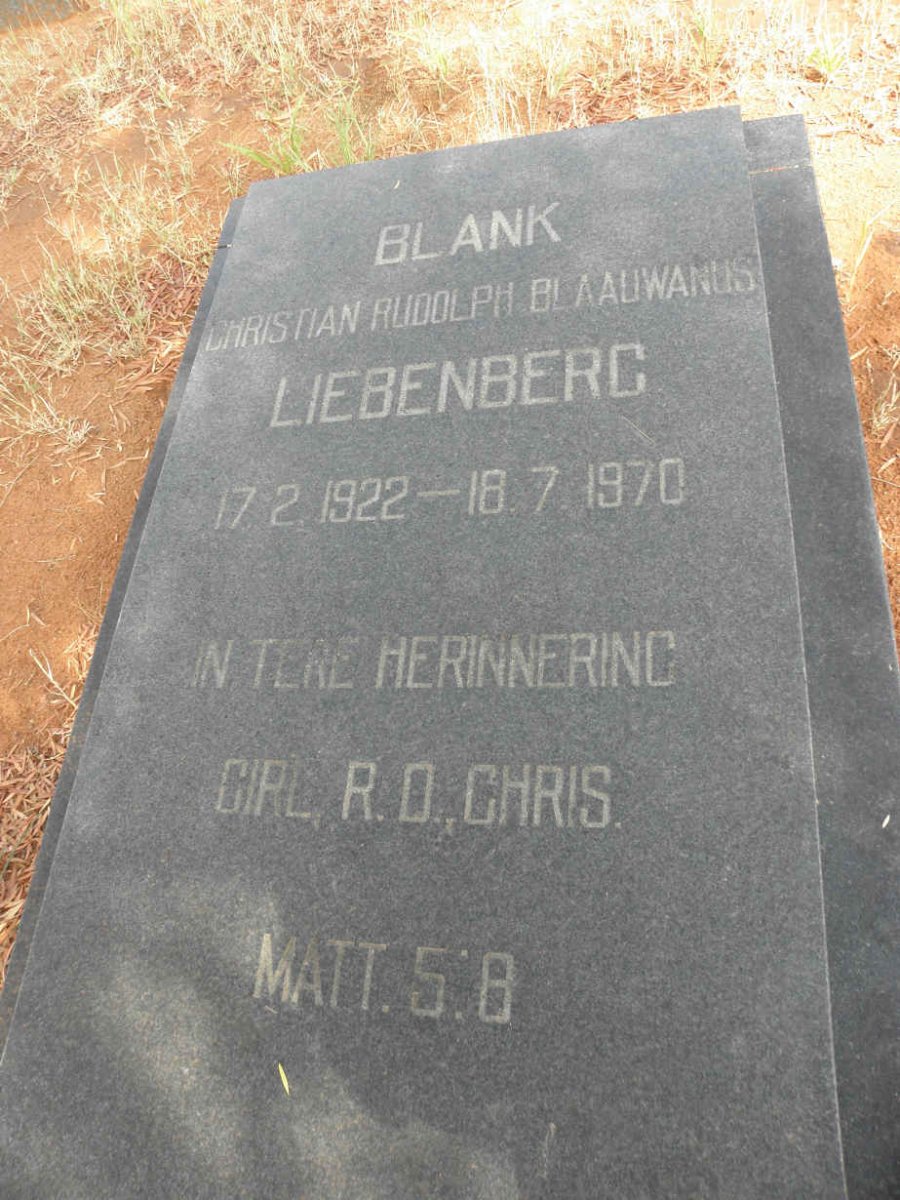 BLANK
CHRISTIAN RUDOLPH BLAAUWANUS
LIEBENBERG
17.2.1922 — 18.7.1970
IN TERE HERINNERING
GIRL, R.O., CHRIS.
MATT. 5:8